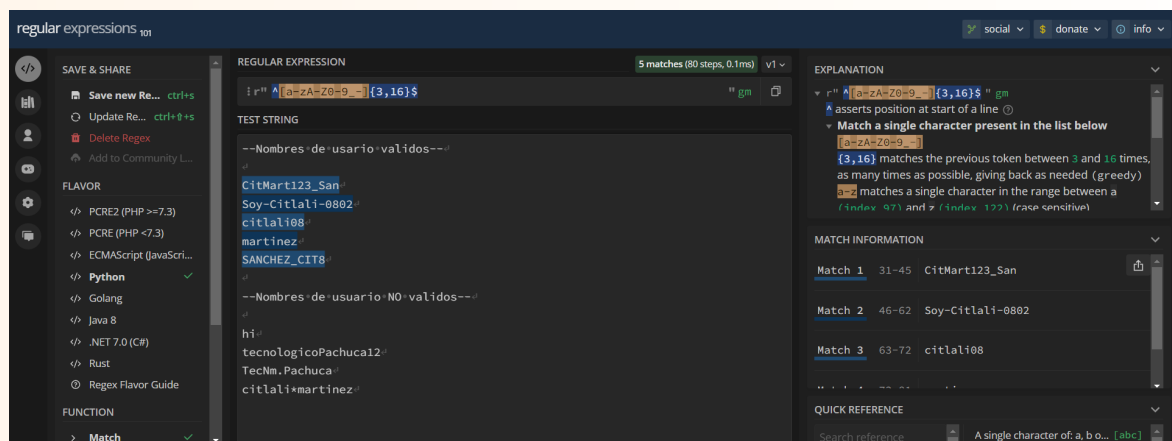 regular expressions 101
social
$ donate
info
SAVE & SHARE
Save new Re... ctrl+s
Update Re... ctrl+⇧+s
Delete Regex
Add to Community L...
FLAVOR
</> PCRE2 (PHP >=7.3)
</> PCRE (PHP <7.3)
</> ECMAScript (JavaScri...
</> Python ✓
</> Golang
</> Java 8
</> .NET 7.0 (C#)
</> Rust
Regex Flavor Guide
FUNCTION
> Match ✓
REGULAR EXPRESSION
5 matches (80 steps, 0.1ms)
v1
r" ^[a-zA-Z0-9_-]{3,16}$ " gm
TEST STRING
--Nombres·de·usario·validos--↵
↵
CitMart123_San↵
Soy-Citlali-0802↵
citlali08↵
martinez↵
SANCHEZ_CIT8↵
↵
--Nombres·de·usuario·NO·validos--↵
↵
hi↵
tecnologicoPachuca12↵
TecNm.Pachuca↵
citlali*martinez↵
EXPLANATION
r" ^[a-zA-Z0-9_-]{3,16}$ " gm
^ asserts position at start of a line
Match a single character present in the list below
[a-zA-Z0-9_-]
{3,16} matches the previous token between 3 and 16 times,
as many times as possible, giving back as needed (greedy)
a-z matches a single character in the range between a
(index 97) and z (index 122) (case sensitive)
MATCH INFORMATION
Match 1 31-45 CitMart123_San
Match 2 46-62 Soy-Citlali-0802
Match 3 63-72 citlali08
QUICK REFERENCE
Search reference
A single character of: a, b o... [abc]